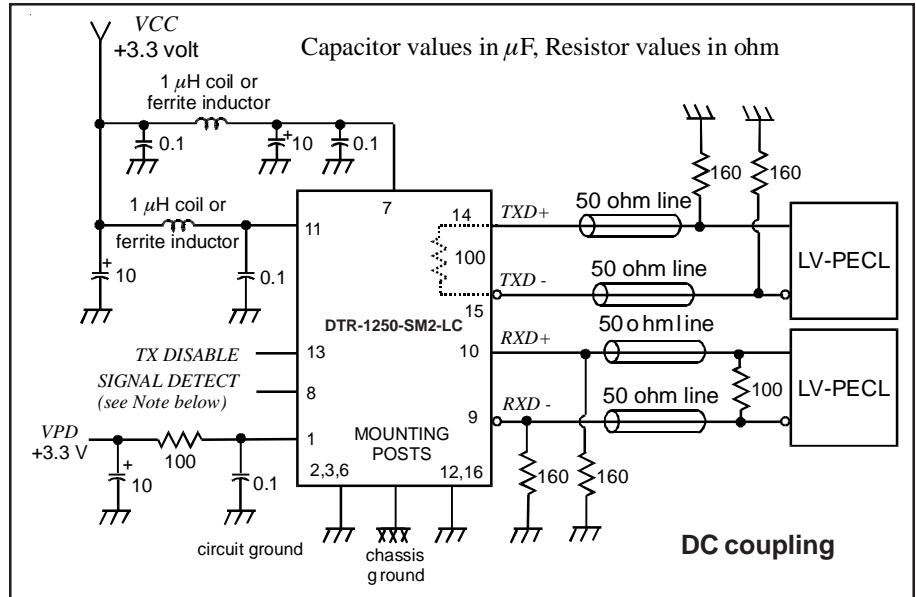 VCC
+3.3 volt
Capacitor values in µF, Resistor values in ohm
1 µH coil or
ferrite inductor
0.1
+
10
0.1
160
160
1 µH coil or
ferrite inductor
7
11
14
TXD+
50 ohm line
100
LV-PECL
+
10
0.1
TXD -
50 ohm line
15
DTR-1250-SM2-LC
TX DISABLE
13
10
RXD+
50 ohm line
SIGNAL DETECT
(see Note below)
8
100
LV-PECL
9
RXD -
50 ohm line
VPD
+3.3 V
100
1
MOUNTING
POSTS
+
10
0.1
2,3,6
12,16
160
160
circuit ground
chassis
ground
DC coupling